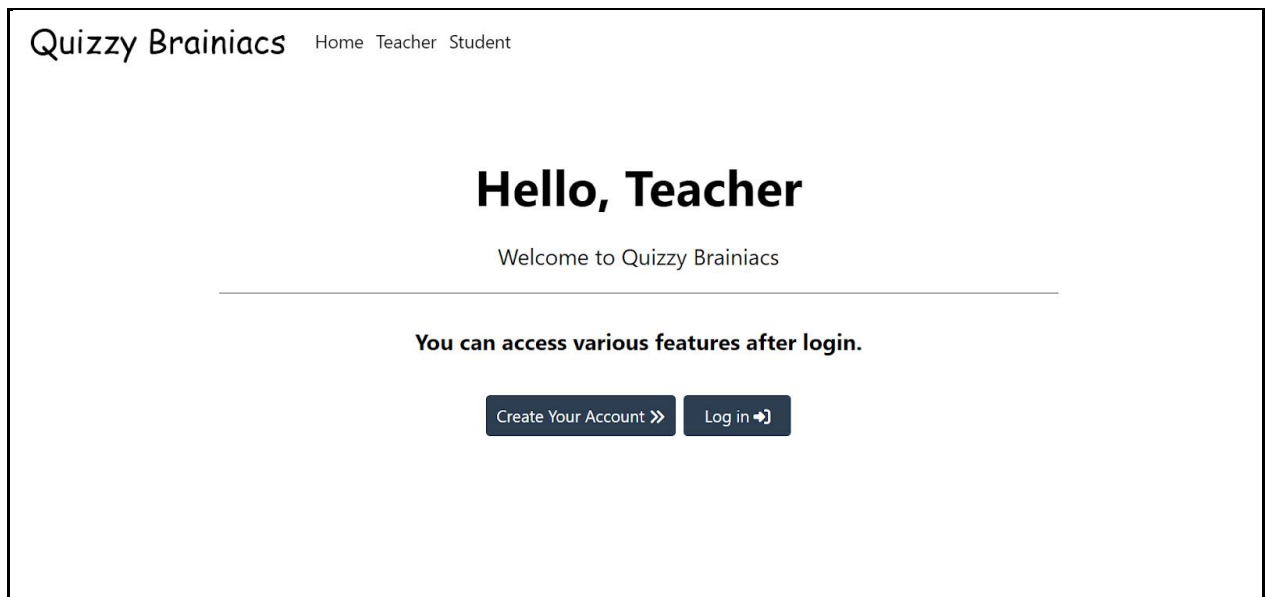 Quizzy Brainiacs Home Teacher Student
Hello, Teacher
Welcome to Quizzy Brainiacs
You can access various features after login.
Create Your Account Log in